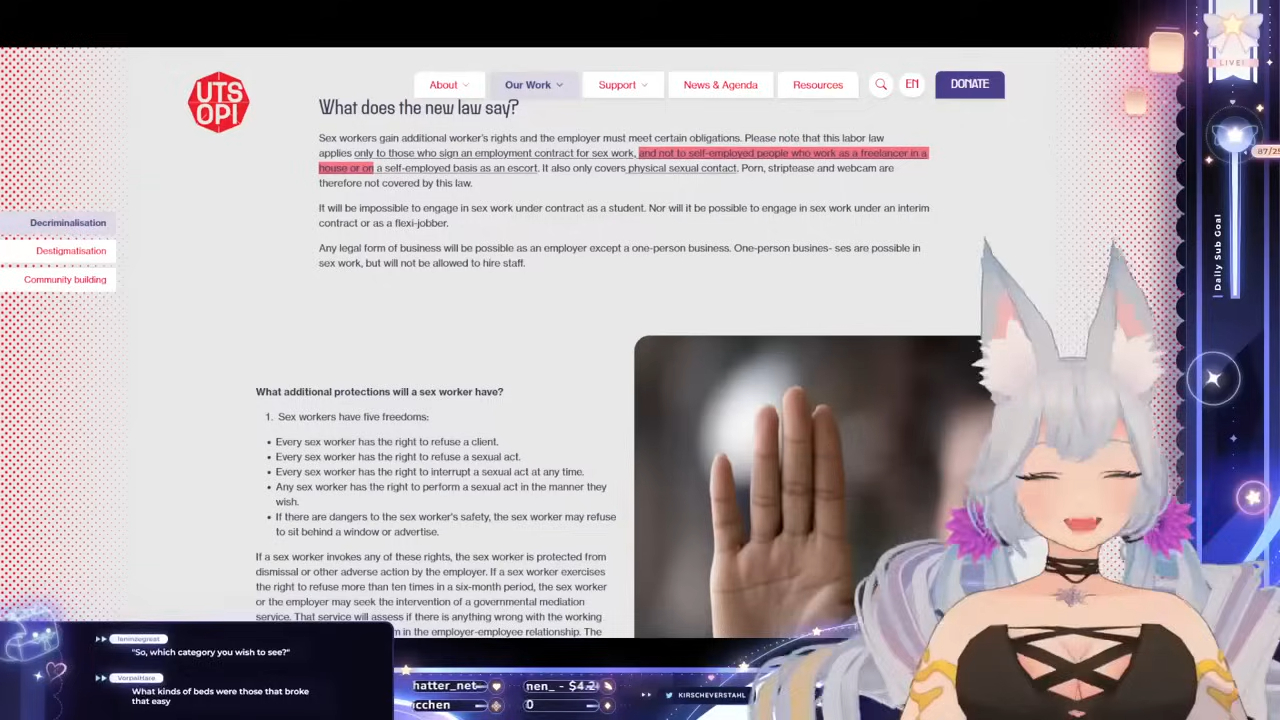 UTS
OPI
About
Our Work
Support
News & Agenda
Resources
EN
DONATE
LIVE!
What does the new law say?
Sex workers gain additional worker's rights and the employer must meet certain obligations. Please note that this labor law
applies only to those who sign an employment contract for sex work, and not to self-employed people who work as a freelancer in a
house or on a self-employed basis as an escort. It also only covers physical sexual contact. Porn, striptease and webcam are
therefore not covered by this law.
It will be impossible to engage in sex work under contract as a student. Nor will it be possible to engage in sex work under an interim
contract or as a flexi-jobber.
Any legal form of business will be possible as an employer except a one-person business. One-person busines- ses are possible in
sex work, but will not be allowed to hire staff.
Decriminalisation
Destigmatisation
Community building
87/25
Daily Sub Goal
What additional protections will a sex worker have?
1. Sex workers have five freedoms:
• Every sex worker has the right to refuse a client.
• Every sex worker has the right to refuse a sexual act.
• Every sex worker has the right to interrupt a sexual act at any time.
• Any sex worker has the right to perform a sexual act in the manner they
wish.
• If there are dangers to the sex worker's safety, the sex worker may refuse
to sit behind a window or advertise.
If a sex worker invokes any of these rights, the sex worker is protected from
dismissal or other adverse action by the employer. If a sex worker exercises
the right to refuse more than ten times in a six-month period, the sex worker
or the employer may seek the intervention of a governmental mediation
service. That service will assess if there is anything wrong with the working
m in the employer-employee relationship. The
"So, which category you wish to see?"
VorpalHare
What kinds of beds were those that broke
that easy
hatter_net
cchen
nen_ - $4.2
0
KIRSCHEVERSTAHL